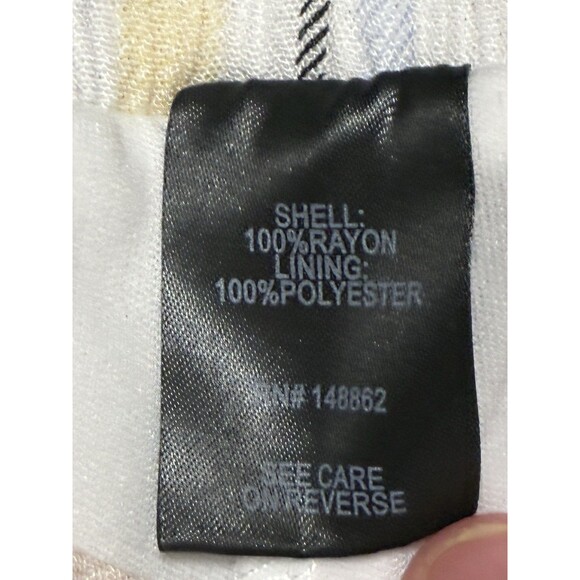 SHELL:
100%RAYON
LINING:
100%POLYESTER
RN# 148862
SEE CARE
ON REVERSE